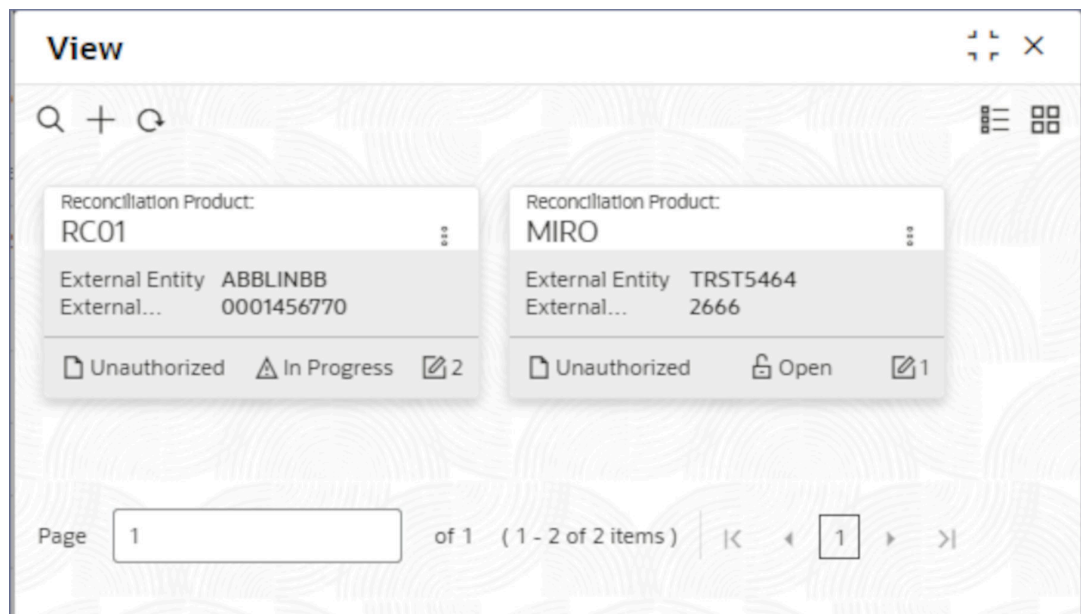 View
Reconciliation Product:
RC01
External Entity ABBLINBB
External... 0001456770
Unauthorized In Progress 2
Reconciliation Product:
MIRO
External Entity TRST5464
External... 2666
Unauthorized Open 1
Page 1 of 1 ( 1 - 2 of 2 items ) 1